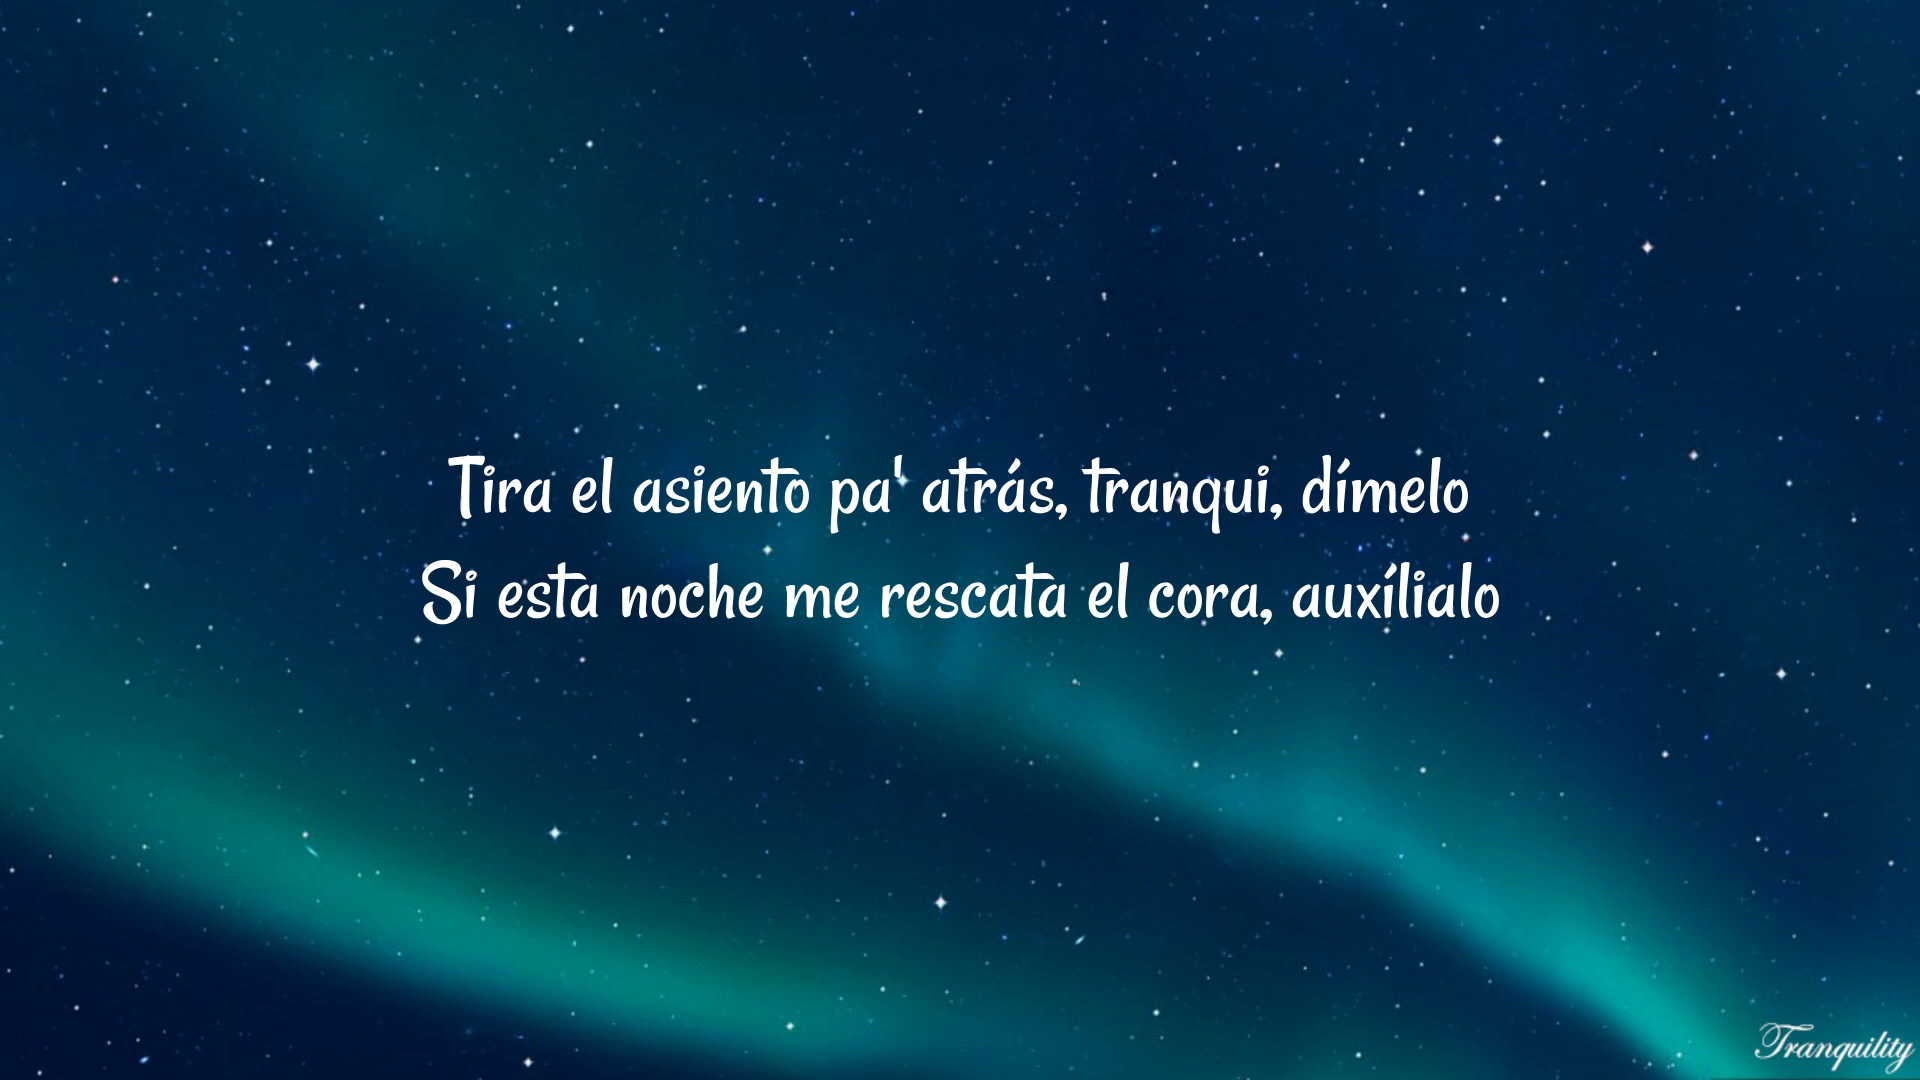 Tira el asiento pa' atrás, tranqui, dímelo
Si esta noche me rescata el cora, auxílialo
Tranquility